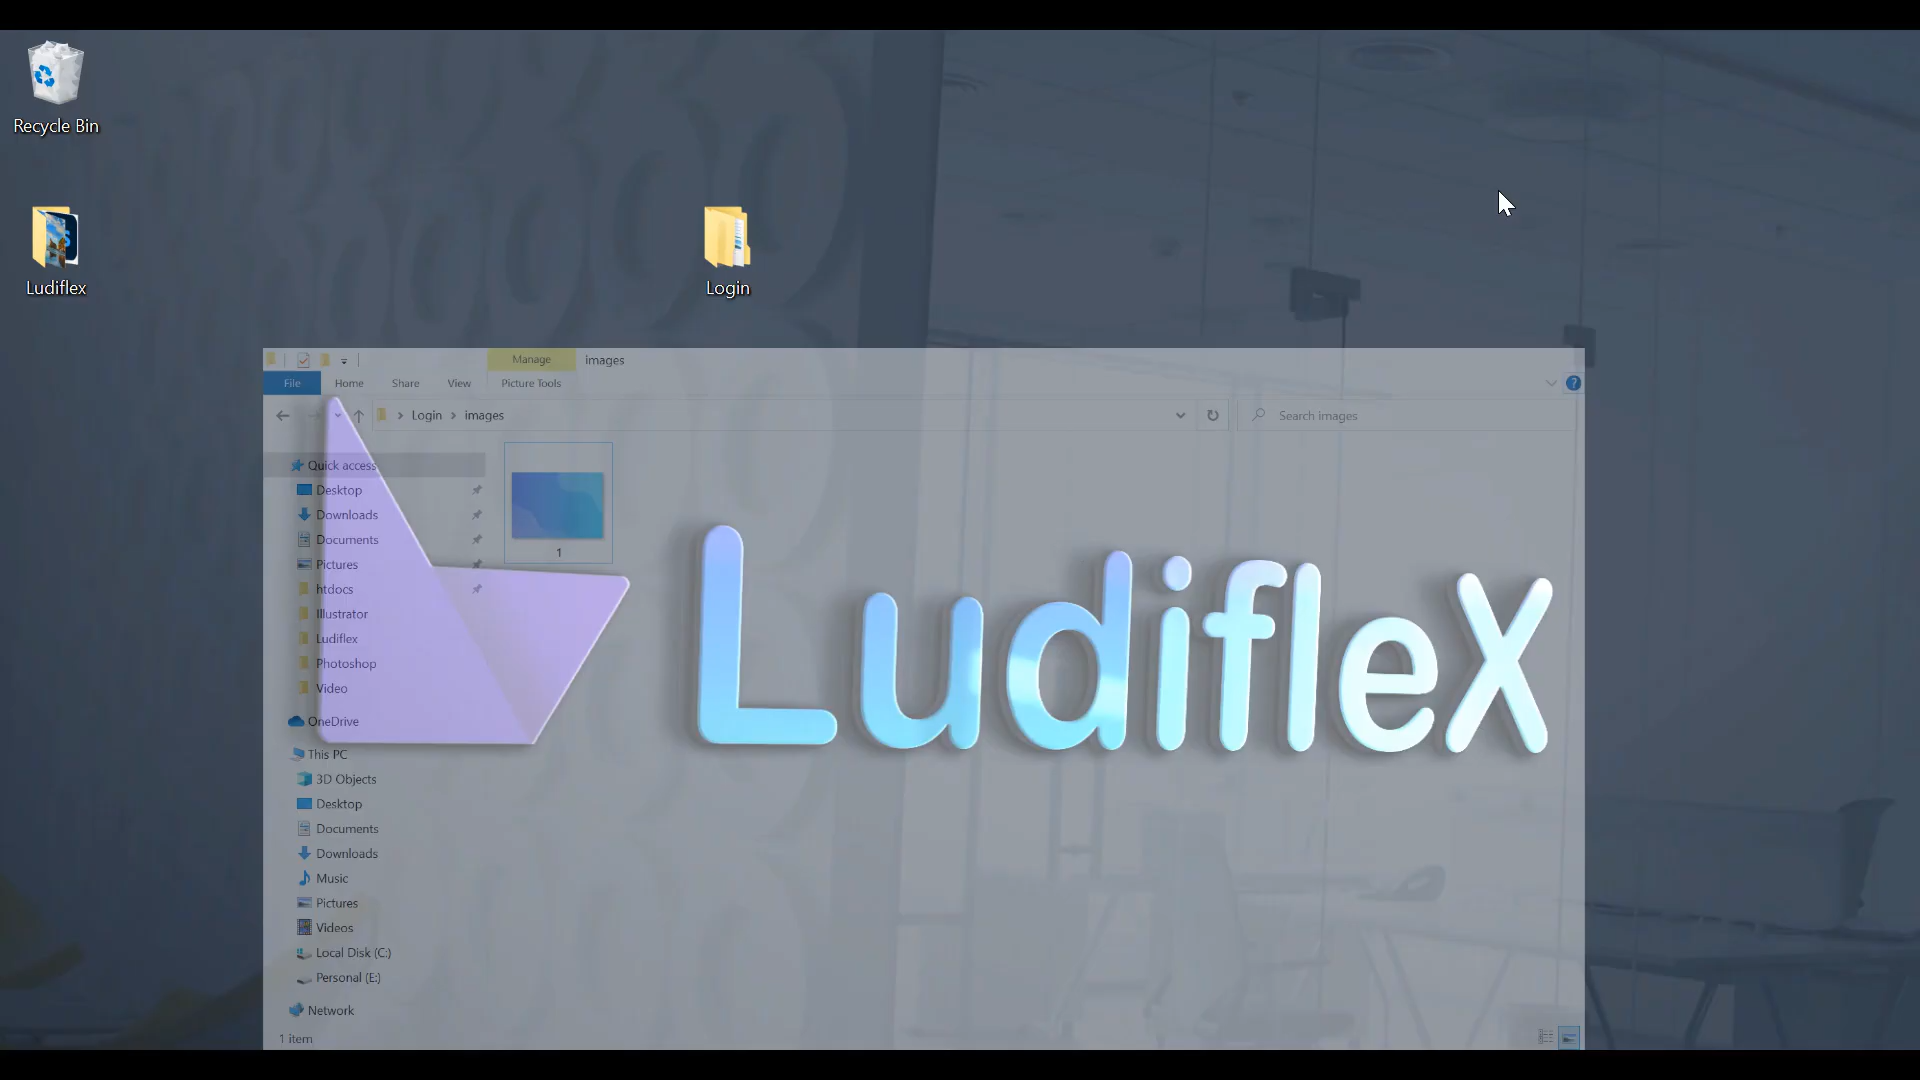 Recycle Bin
Ludiflex
Login
Manage
images
File
Home
Share
View
Picture Tools
Login
images
Search images
Quick access
Desktop
Downloads
Documents
Pictures
htdocs
Illustrator
Ludiflex
Photoshop
Video
OneDrive
This PC
3D Objects
Desktop
Documents
Downloads
Music
Pictures
Videos
Local Disk (C:)
Personal (E:)
Network
1 item
1
LudifleX